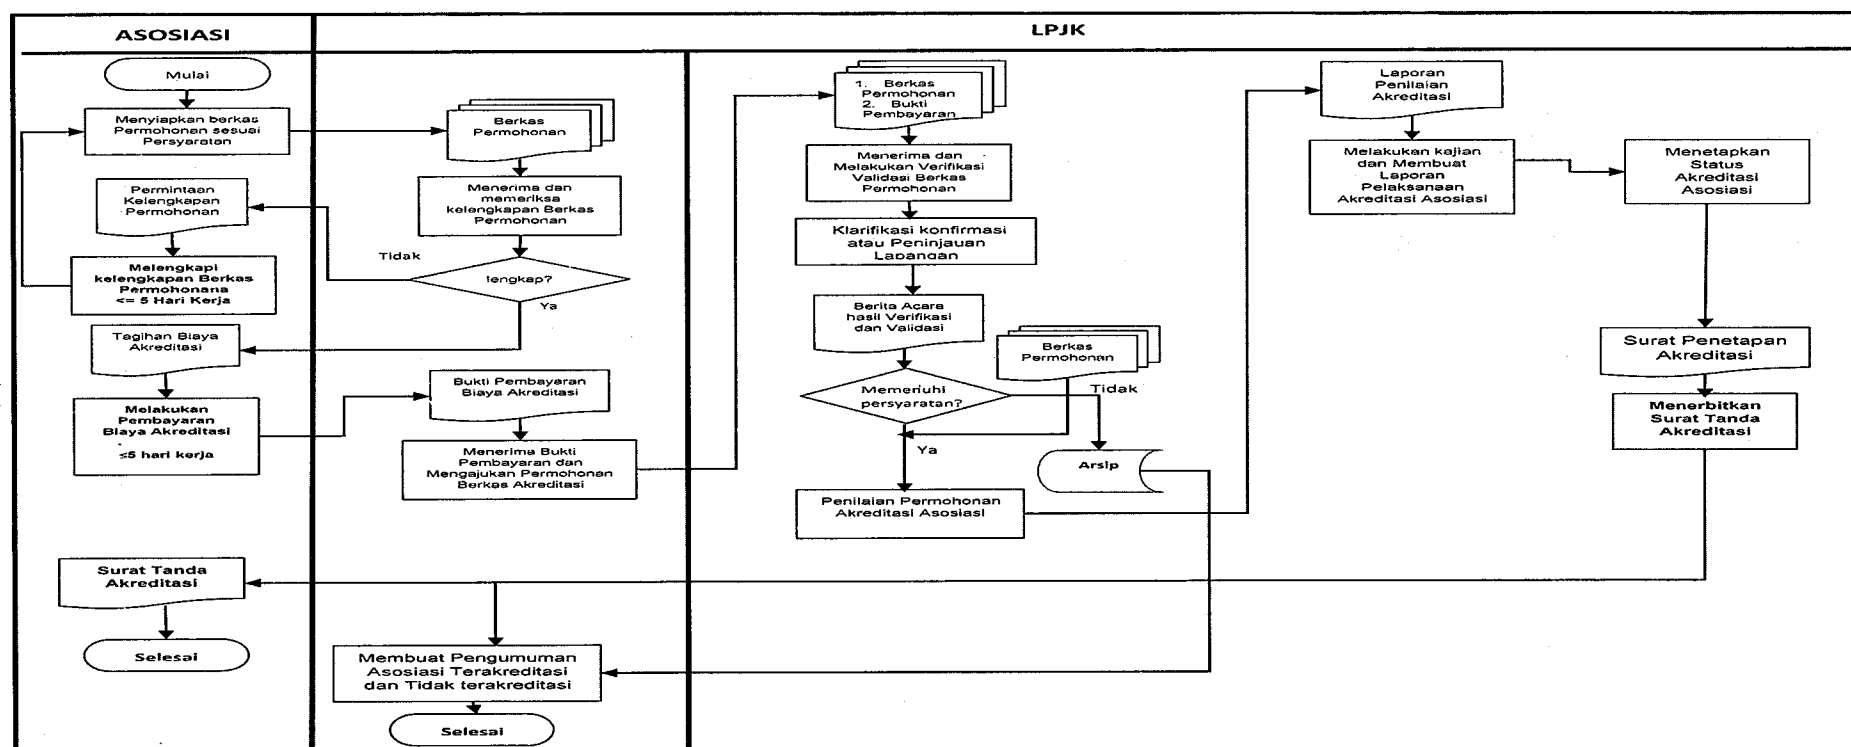 ASOSIASI
LPJK
Mulai
Menyiapkan berkas
Permohonan sesuai
Persyaratan
Permintaan
Kelengkapan
Permohonan
Melengkapi
kelengkapan Berkas
Permohonana
<= 5 Hari Kerja
Tagihan Biaya
Akreditasi
Melakukan
Pembayaran
Biaya Akreditasi
≤5 hari kerja
Surat Tanda
Akreditasi
Selesai
Berkas
Permohonan
Menerima dan
memeriksa
kelengkapan Berkas
Permohonan
Tidak
lengkap?
Ya
Bukti Pembayaran
Biaya Akreditasi
Menerima Bukti
Pembayaran dan
Mengajukan Permohonan
Berkas Akreditasi
Membuat Pengumuman
Asosiasi Terakreditasi
dan Tidak terakreditasi
Selesai
1. Berkas
Permohonan
2. Bukti
Pembayaran
Menerima dan
Melakukan Verifikasi
Validasi Berkas
Permohonan
Klarifikasi konfirmasi
atau Peninjauan
Lapangan
Berita Acara
hasil Verifikasi
dan Validasi
Berkas
Permohonan
Memenuhi
persyaratan?
Tidak
Ya
Arsip
Penilaian Permohonan
Akreditasi Asosiasi
Laporan
Penilaian
Akreditasi
Melakukan kajian
dan Membuat
Laporan
Pelaksanaan
Akreditasi Asosiasi
Menetapkan
Status
Akreditasi
Asosiasi
Surat Penetapan
Akreditasi
Menerbitkan
Surat Tanda
Akreditasi